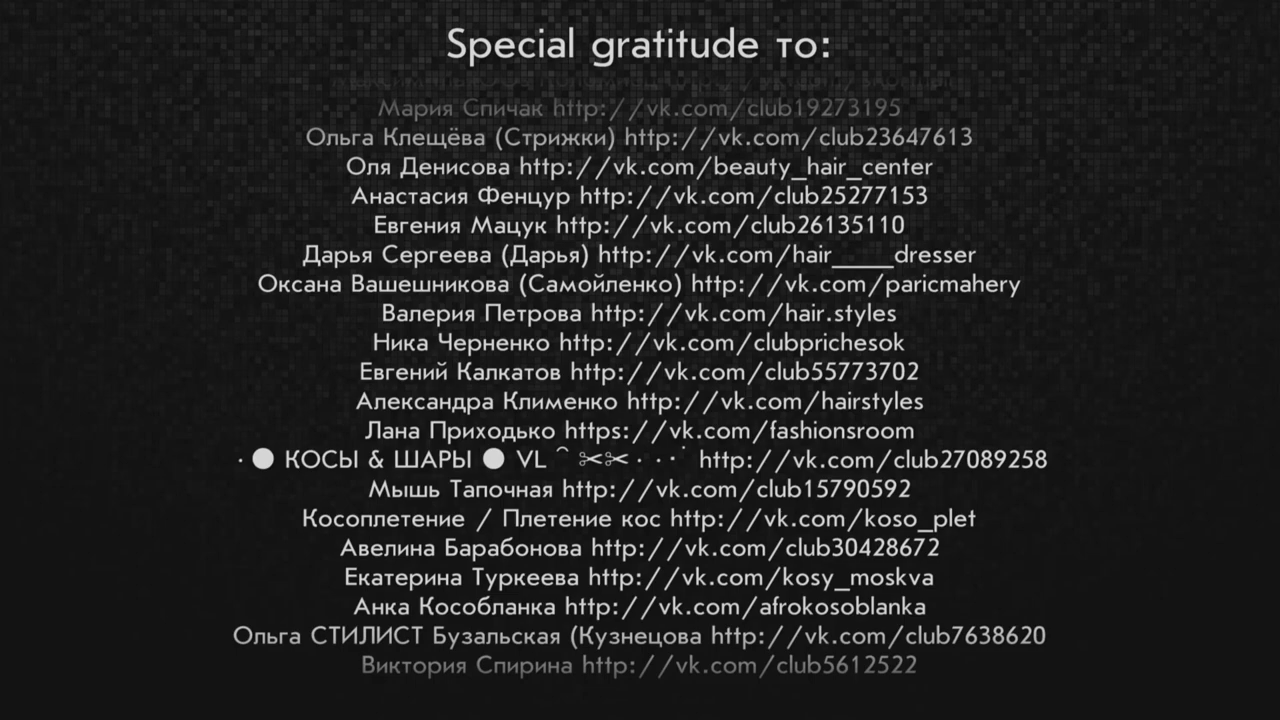 Special gratitude to:
Мария Спичак http://vk.com/club19273195
Ольга Клещёва (Стрижки) http://vk.com/club23647613
Оля Денисова http://vk.com/beauty_hair_center
Анастасия Фенцур http://vk.com/club25277153
Евгения Мацук http://vk.com/club26135110
Дарья Сергеева (Дарья) http://vk.com/hair_____dresser
Оксана Вашешникова (Самойленко) http://vk.com/paricmahery
Валерия Петрова http://vk.com/hair.styles
Ника Черненко http://vk.com/clubprichesok
Евгений Калкатов http://vk.com/club55773702
Александра Клименко http://vk.com/hairstyles
Лана Приходько https://vk.com/fashionsroom
· ● КОСЫ & ШАРЫ ● VL ⌒ ✂✂ · · ·˙ http://vk.com/club27089258
Мышь Тапочная http://vk.com/club15790592
Косоплетение / Плетение кос http://vk.com/koso_plet
Авелина Барабонова http://vk.com/club30428672
Екатерина Туркеева http://vk.com/kosy_moskva
Анка Кособланка http://vk.com/afrokosoblanka
Ольга СТИЛИСТ Бузальская (Кузнецова http://vk.com/club7638620
Виктория Спирина http://vk.com/club5612522